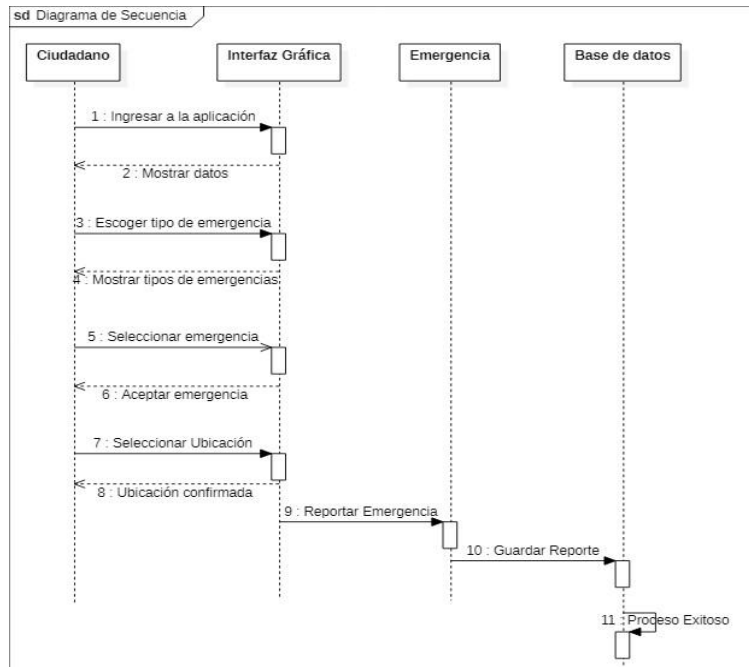 sd Diagrama de Secuencia
Ciudadano
Interfaz Gráfica
Emergencia
Base de datos
1 : Ingresar a la aplicación
2 : Mostrar datos
3 : Escoger tipo de emergencia
4 : Mostrar tipos de emergencias
5 : Seleccionar emergencia
6 : Aceptar emergencia
7 : Seleccionar Ubicación
8 : Ubicación confirmada
9 : Reportar Emergencia
10 : Guardar Reporte
11 : Proceso Exitoso